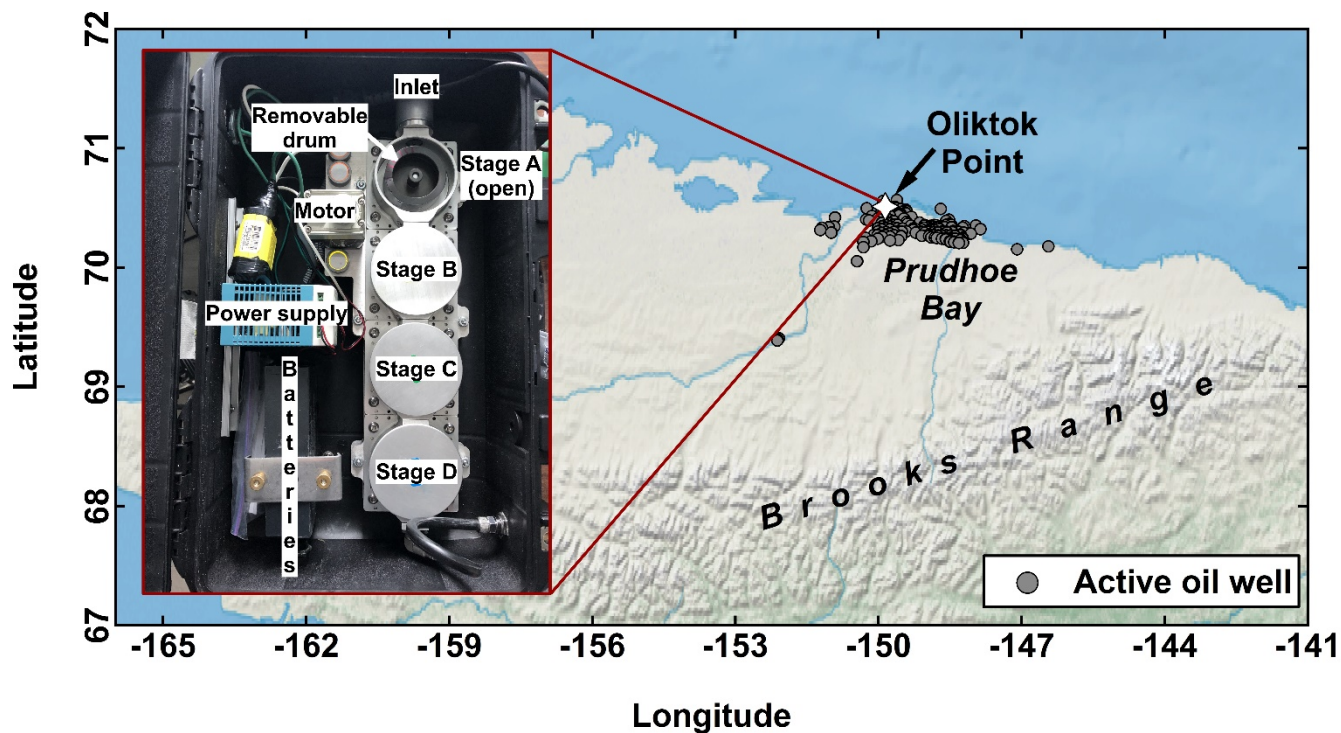 72
71
70
69
68
67
Latitude
Inlet
Removable
drum
Stage A
(open)
Motor
Stage B
Power supply
Stage C
Batteries
Stage D
Oliktok
Point
Prudhoe
Bay
Brooks Range
Active oil well
-165 -162 -159 -156 -153 -150 -147 -144 -141
Longitude